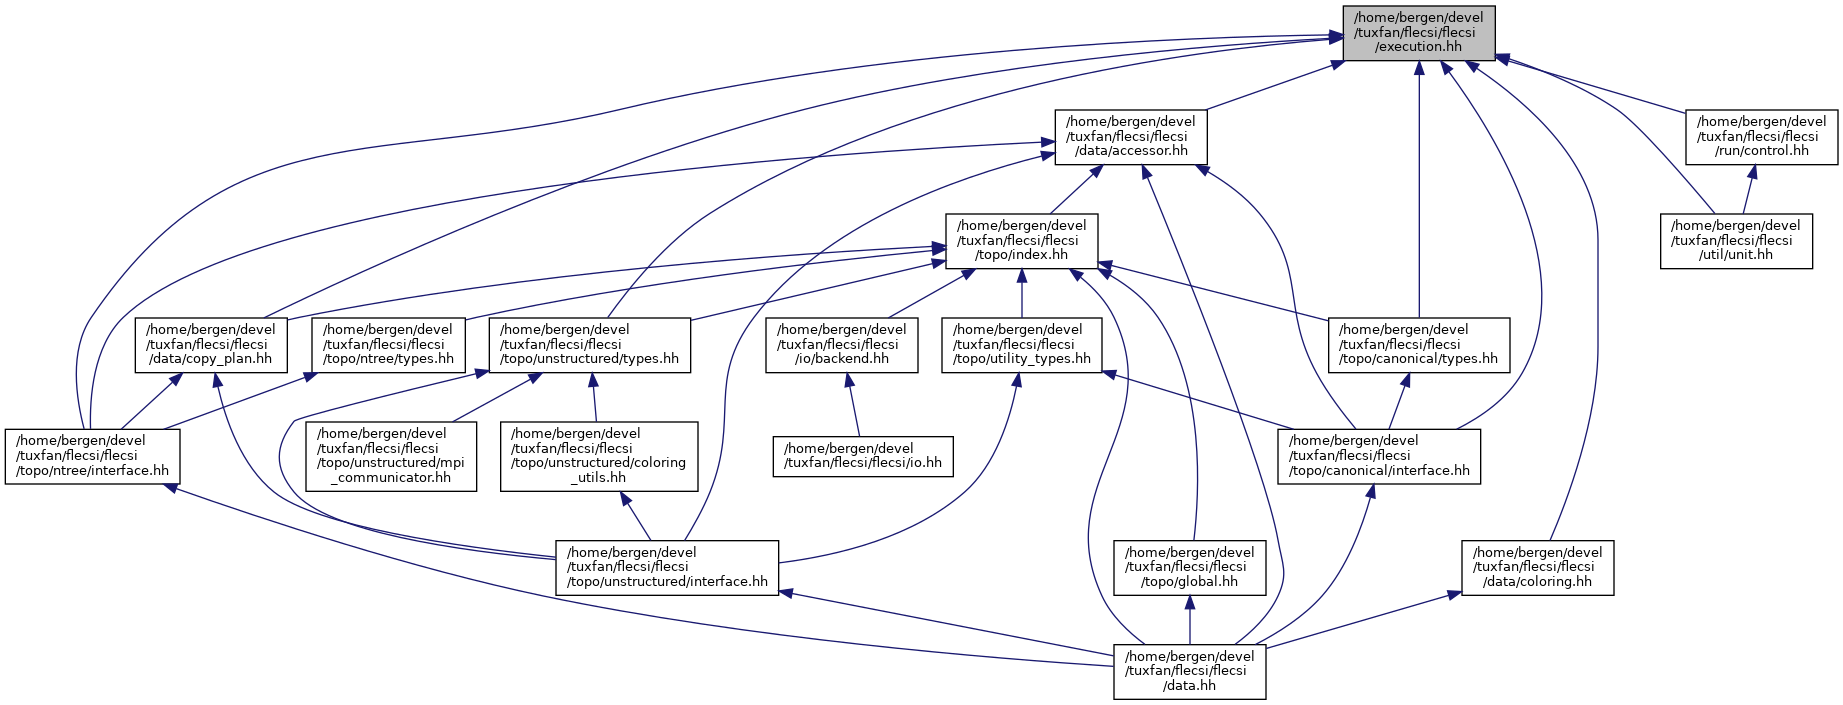 /home/bergen/devel
/tuxfan/flecsi/flecsi
/execution.hh
/home/bergen/devel
/tuxfan/flecsi/flecsi
/data/accessor.hh
/home/bergen/devel
/tuxfan/flecsi/flecsi
/run/control.hh
/home/bergen/devel
/tuxfan/flecsi/flecsi
/topo/index.hh
/home/bergen/devel
/tuxfan/flecsi/flecsi
/util/unit.hh
/home/bergen/devel
/tuxfan/flecsi/flecsi
/data/copy_plan.hh
/home/bergen/devel
/tuxfan/flecsi/flecsi
/topo/ntree/types.hh
/home/bergen/devel
/tuxfan/flecsi/flecsi
/topo/unstructured/types.hh
/home/bergen/devel
/tuxfan/flecsi/flecsi
/io/backend.hh
/home/bergen/devel
/tuxfan/flecsi/flecsi
/topo/utility_types.hh
/home/bergen/devel
/tuxfan/flecsi/flecsi
/topo/canonical/types.hh
/home/bergen/devel
/tuxfan/flecsi/flecsi
/topo/ntree/interface.hh
/home/bergen/devel
/tuxfan/flecsi/flecsi
/topo/unstructured/mpi
_communicator.hh
/home/bergen/devel
/tuxfan/flecsi/flecsi
/topo/unstructured/coloring
_utils.hh
/home/bergen/devel
/tuxfan/flecsi/flecsi/io.hh
/home/bergen/devel
/tuxfan/flecsi/flecsi
/topo/canonical/interface.hh
/home/bergen/devel
/tuxfan/flecsi/flecsi
/topo/unstructured/interface.hh
/home/bergen/devel
/tuxfan/flecsi/flecsi
/topo/global.hh
/home/bergen/devel
/tuxfan/flecsi/flecsi
/data/coloring.hh
/home/bergen/devel
/tuxfan/flecsi/flecsi
/data.hh